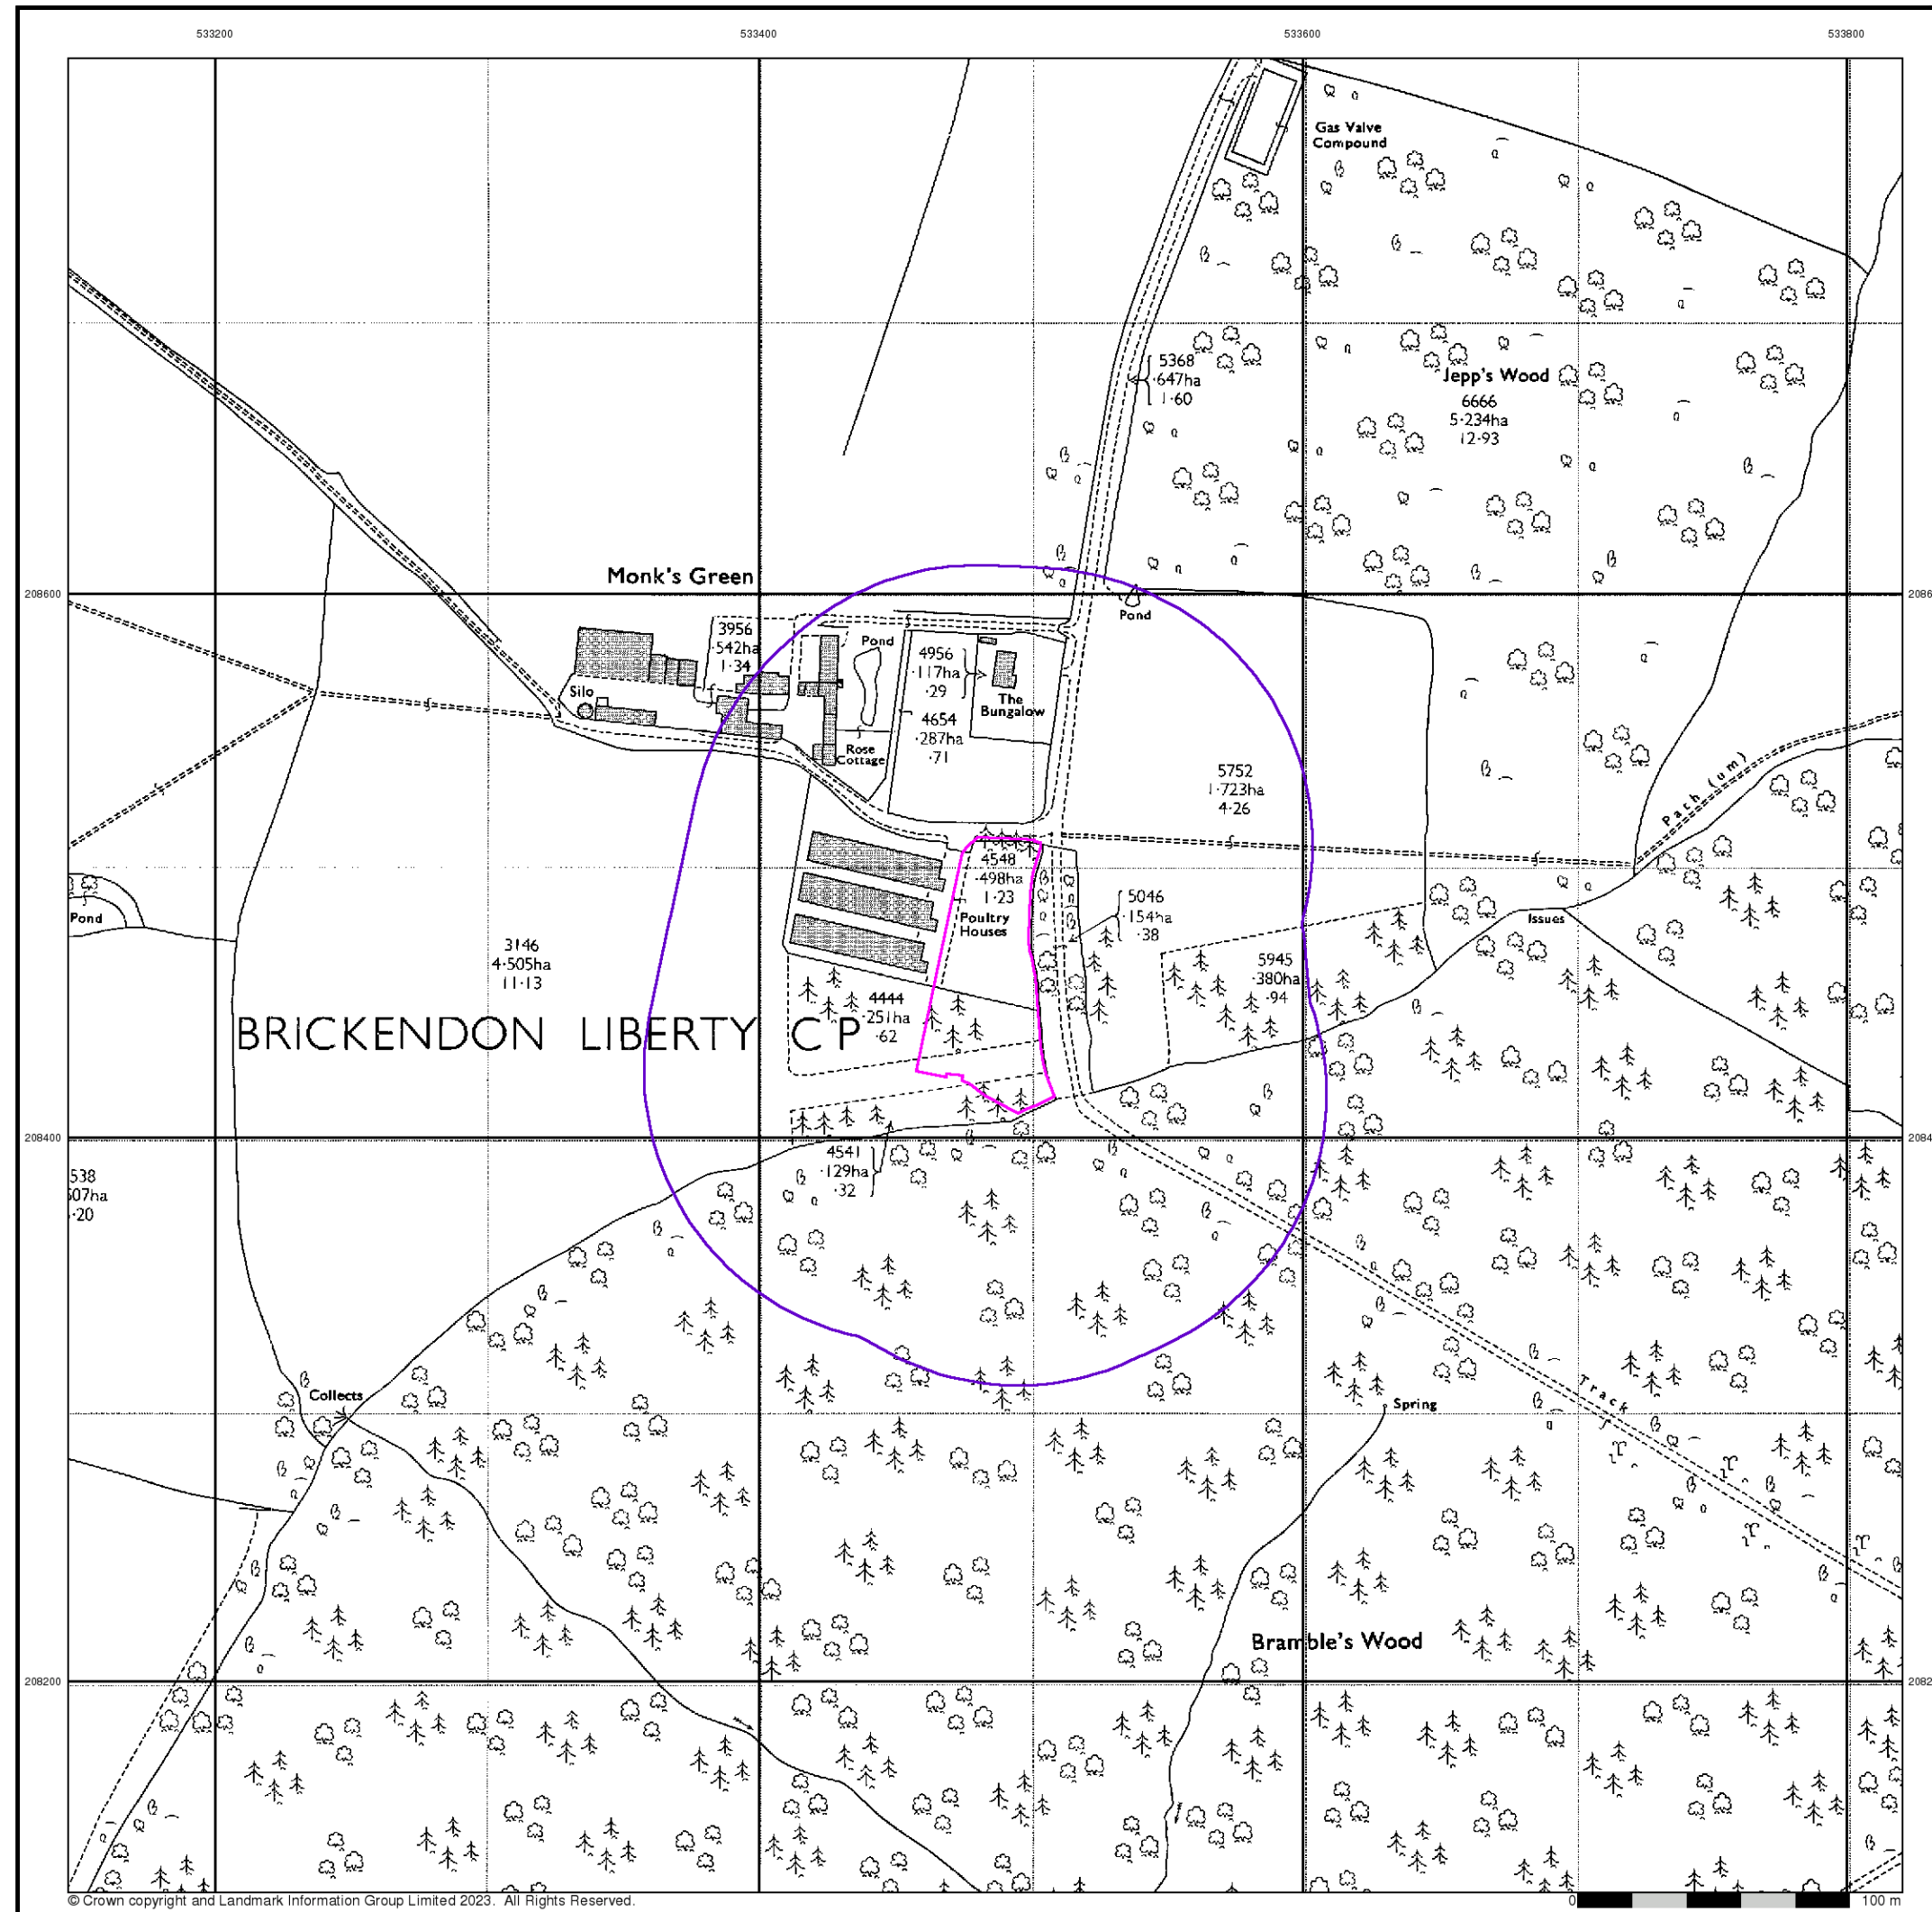 533200
533400
533600
533800
Gas Valve
Compound
5368
·647ha
1·60
Jepp's Wood
6666
5·234ha
12·93
Monk's Green
208600
Pond
3956
·542ha
1·34
Pond
4956
·117ha
·29
Silo
The
Bungalow
4654
·287ha
·71
Rose
Cottage
5752
1·723ha
4·26
Path (um)
4548
·498ha
1·23
Poultry
Houses
5046
·154ha
·38
Pond
Issues
3146
4·505ha
11·13
5945
·380ha
·94
4444
·251ha
·62
BRICKENDON LIBERTY CP
208400
4541
·129ha
·32
538
507ha
·20
Collects
Track
Spring
Bramble's Wood
208200
© Crown copyright and Landmark Information Group Limited 2023. All Rights Reserved.
0
100 m